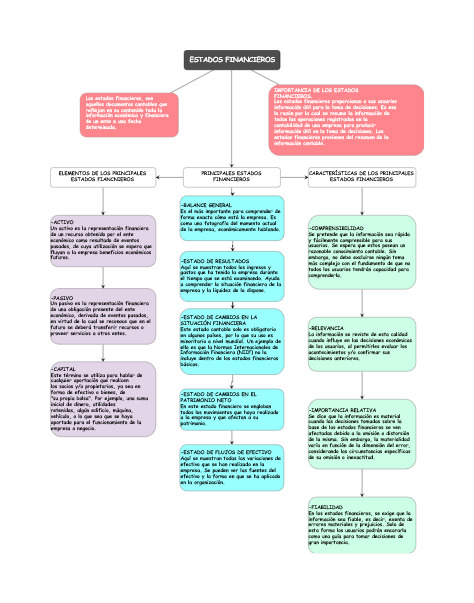 ESTADOS FINANCIEROS
Los estados financieros, son
aquellos documentos contables que
reflejan en su contenido toda la
información económica y financiera
de un ente a una fecha
determinada.
IMPORTANCIA DE LOS ESTADOS
FINANCIEROS.
Los estados financieros proporcionan a sus usuarios
información útil para la toma de decisiones. Es esa
la razón por la cual se resume la información de
todas las operaciones registradas en la
contabilidad de una empresa para producir
información útil en la toma de decisiones. Los
estados financieros provienen del resumen de la
información contable.
ELEMENTOS DE LOS PRINCIPALES
ESTADOS FIANCNIEROS
PRINCIPALES ESTADOS
FINANCIEROS
CARACTERÍSTICAS DE LOS PRINCIPALES
ESTADOS FINANCIEROS
-ACTIVO
Un activo es la representación financiera
de un recurso obtenido por el ente
económico como resultado de eventos
pasados, de cuya utilización se espera que
fluyan a la empresa beneficios económicos
futuros.
-PASIVO
Un pasivo es la representación financiera
de una obligación presente del ente
económico, derivada de eventos pasados,
en virtud de la cual se reconoce que en el
futuro se deberá transferir recursos o
proveer servicios a otros entes.
-CAPITAL
Este término se utiliza para hablar de
cualquier aportación que realicen
los socios y/o propietarios, ya sea en
forma de efectivo o bienes, de
"su propia bolsa". Por ejemplo, una suma
inicial de dinero, utilidades
retenidas, algún edificio, máquina,
vehículo, o lo que sea que se haya
aportado para el funcionamiento de la
empresa o negocio.
-BALANCE GENERAL
Es el más importante para comprender de
forma exacta cómo está la empresa. Es
como una fotografía del momento actual
de la empresa, económicamente hablando.
-ESTADO DE RESULTADOS
Aquí se muestran todos los ingresos y
gastos que ha tenido la empresa durante
el tiempo que se está examinando. Ayuda
a comprender la situación financiera de la
empresa y la liquidez de la dispone.
-ESTADO DE CAMBIOS EN LA
SITUACIÓN FINANCIERA
Este estado contable solo es obligatorio
en algunos países, por lo que su uso es
minoritario a nivel mundial. Un ejemplo de
ello es que la Normas Internacionales de
Información Financiera (NIIF) no la
incluye dentro de los estados financieros
básicos.
-ESTADO DE CAMBIOS EN EL
PATRIMONIO NETO
En este estado financiero se engloban
todos los movimientos que haya realizado
la empresa y que afectan a su
patrimonio.
-ESTADO DE FLUJOS DE EFECTIVO
Aquí se muestran todas las variaciones de
efectivo que se han realizado en la
empresa. Se pueden ver las fuentes del
efectivo y la forma en que se ha aplicado
en la organización.
-COMPRENSIBILIDAD
Se pretende que la información sea rápida
y fácilmente comprensible para sus
usuarios. Se espera que estos posean un
razonable conocimiento contable. Sin
embargo, no debe excluirse ningún tema
más complejo con el fundamento de que no
todos los usuarios tendrán capacidad para
comprenderla.
-RELEVANCIA
La información se reviste de esta calidad
cuando influye en las decisiones económicas
de los usuarios, al permitirles evaluar los
acontecimientos y/o confirmar sus
decisiones anteriores.
-IMPORTANCIA RELATIVA
Se dice que la información es material
cuando las decisiones tomadas sobre la
base de los estados financieros se ven
afectadas debido a la omisión o distorsión
de la misma. Sin embargo, la materialidad
varía en función de la dimensión del error,
considerando las circunstancias específicas
de su omisión o inexactitud.
-FIABILIDAD
En los estados financieros, se exige que la
información sea fiable, es decir, exenta de
errores materiales y prejuicios. Solo de
esta forma los usuarios podrán encararla
como una guía para tomar decisiones de
gran importancia.